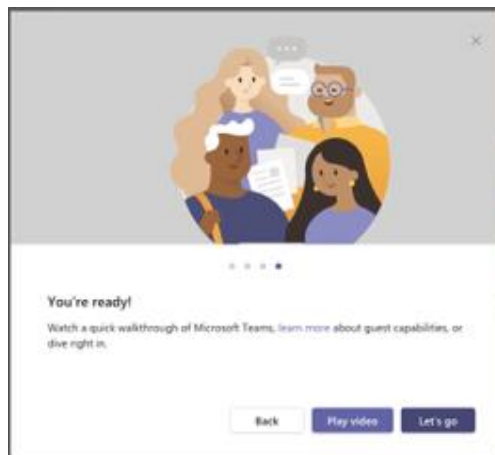 You're ready!
Watch a quick walkthrough of Microsoft Teams, learn more about guest capabilities, or
dive right in.
Back
Play video
Let's go